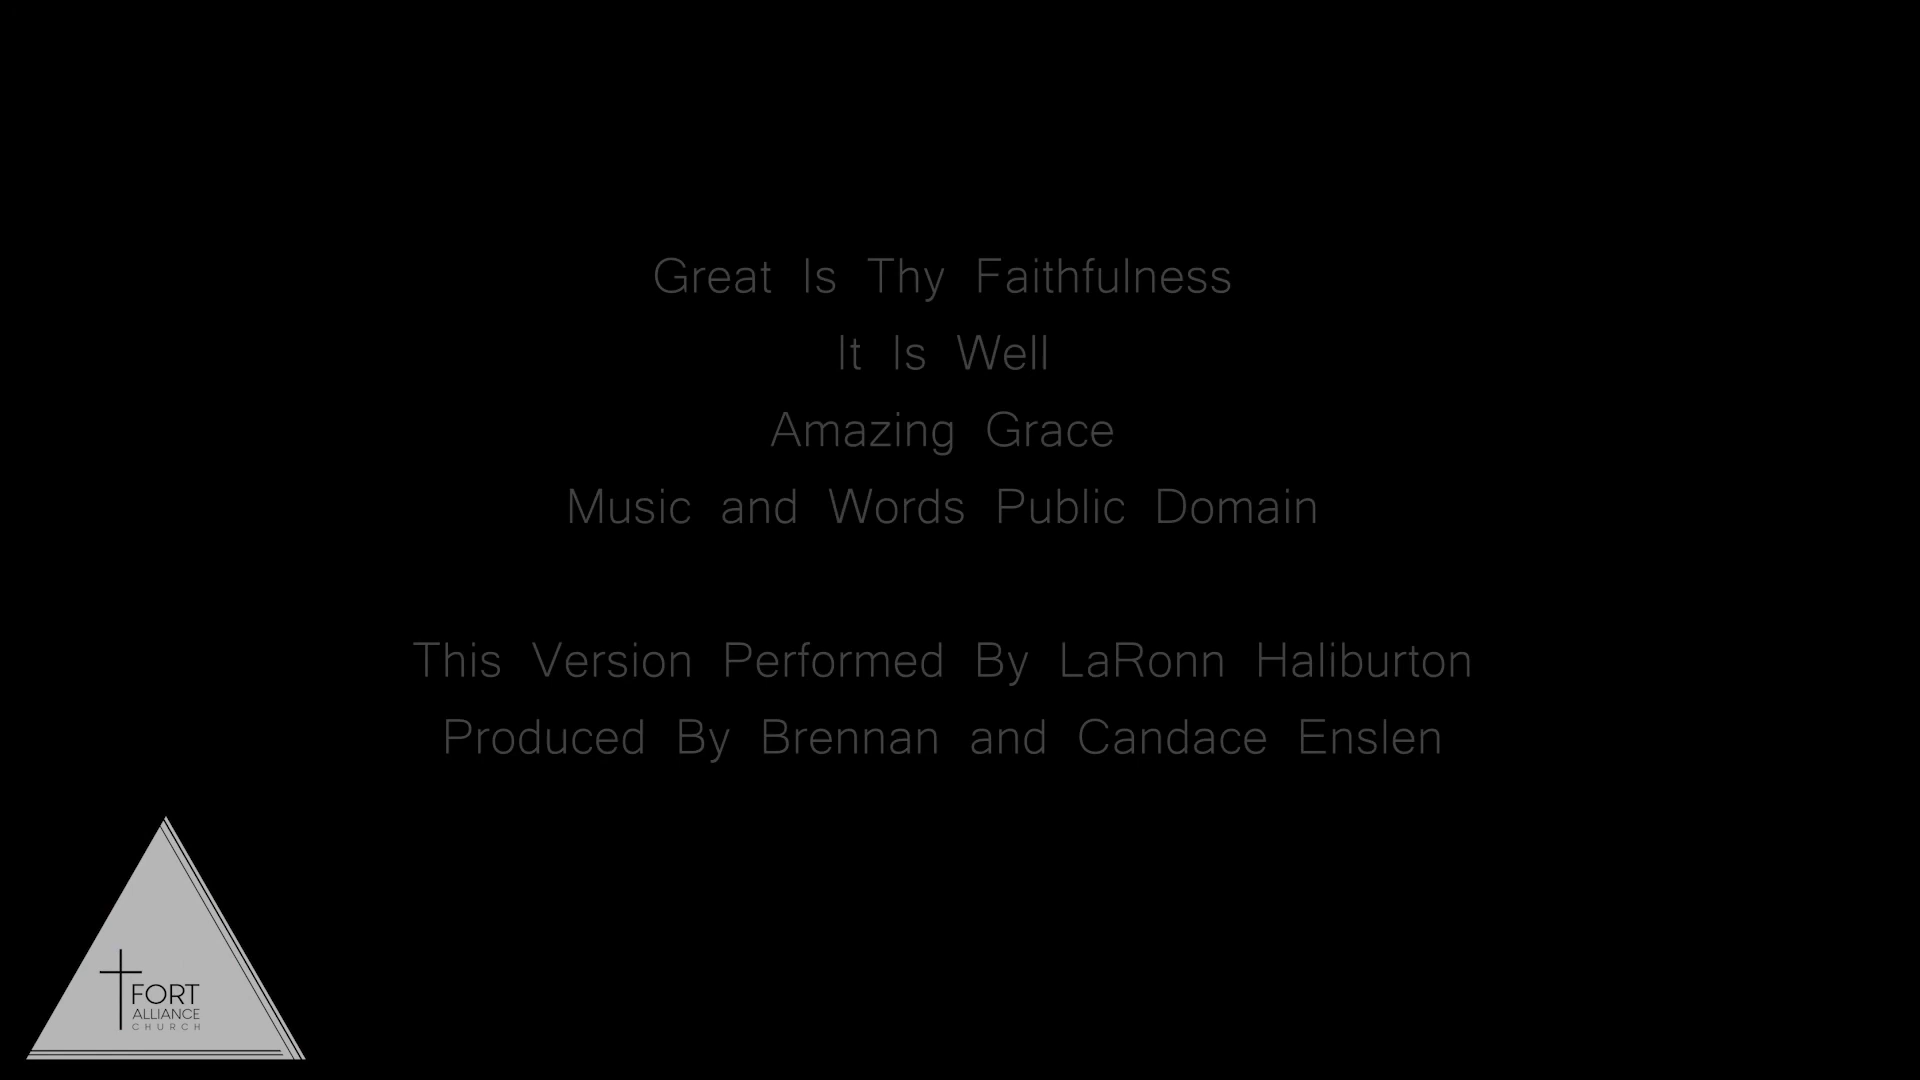 Great Is Thy Faithfulness
It Is Well
Amazing Grace
Music and Words Public Domain
This Version Performed By LaRonn Haliburton
Produced By Brennan and Candace Enslen
FORT
ALLIANCE
CHURCH